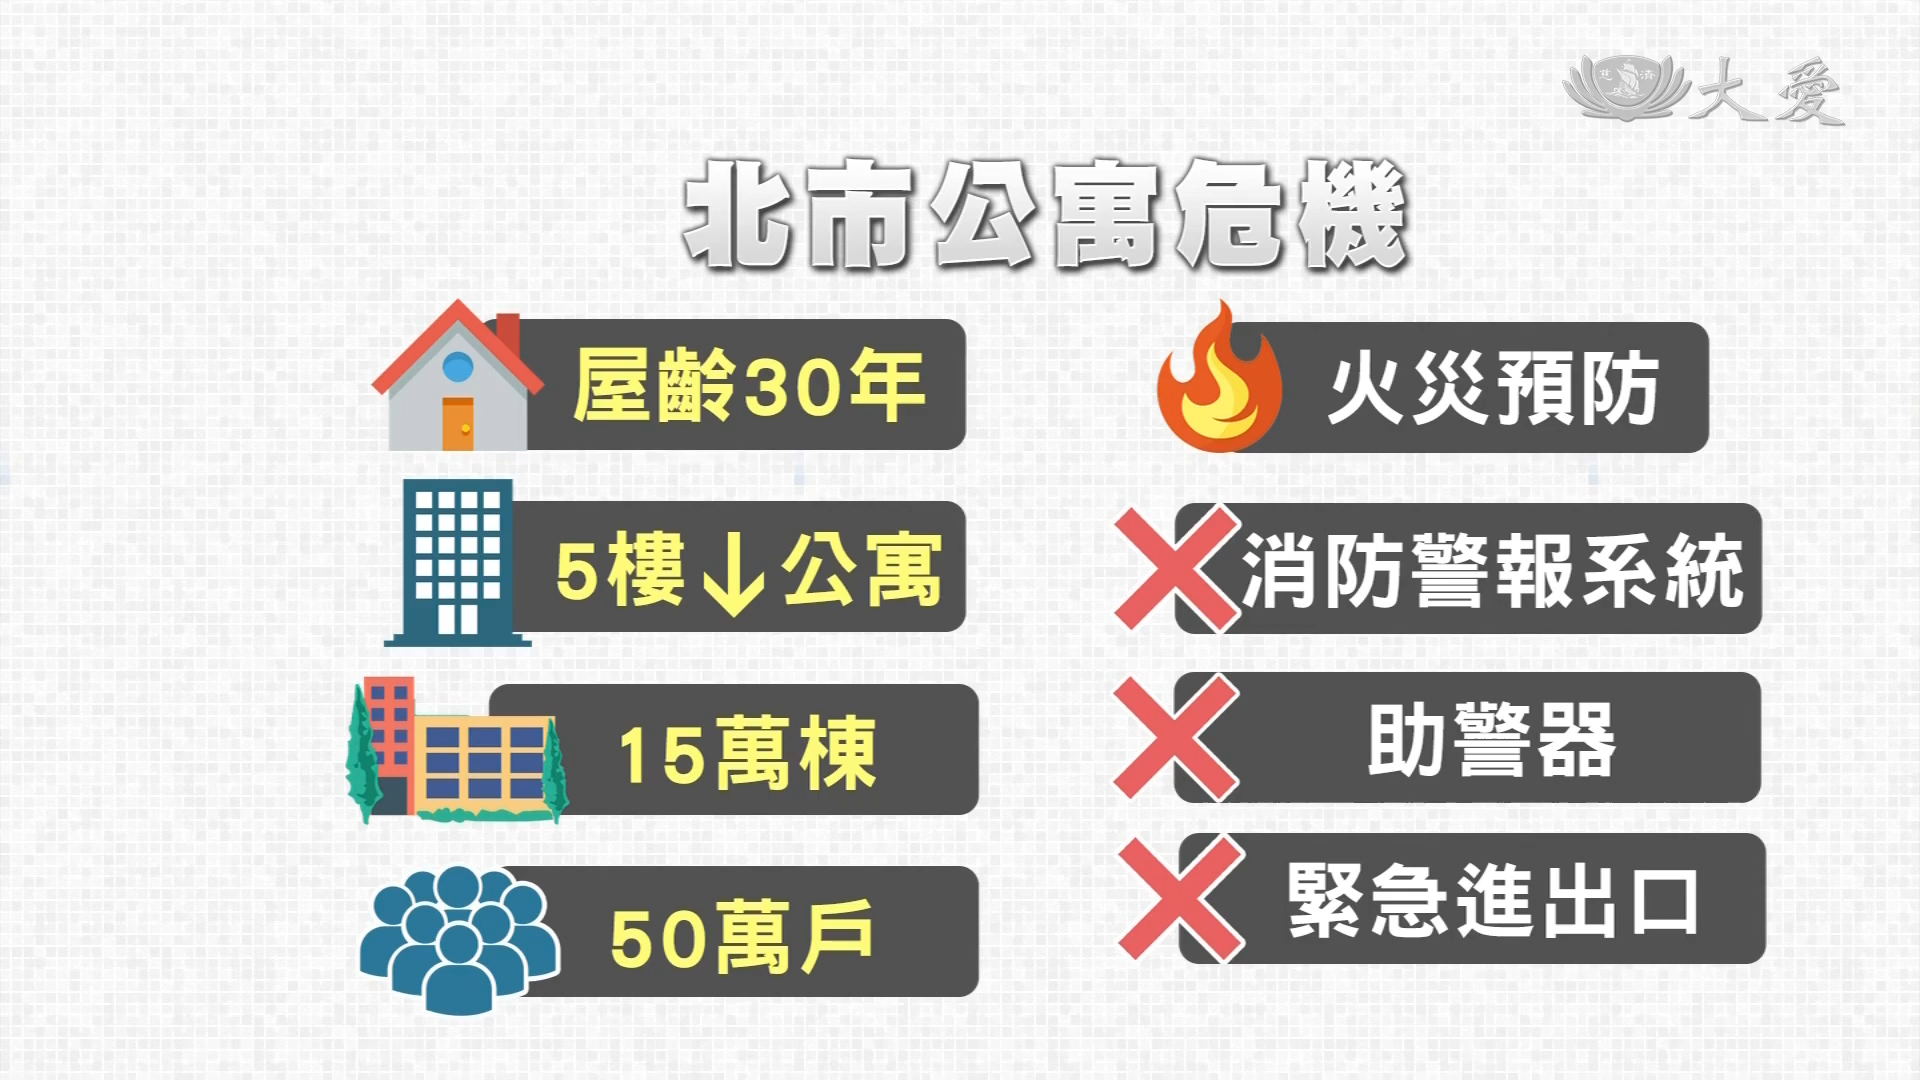 慈濟
大愛
北市公寓危機
屋齡30年
5樓↓公寓
15萬棟
50萬戶
火災預防
消防警報系統
助警器
緊急進出口